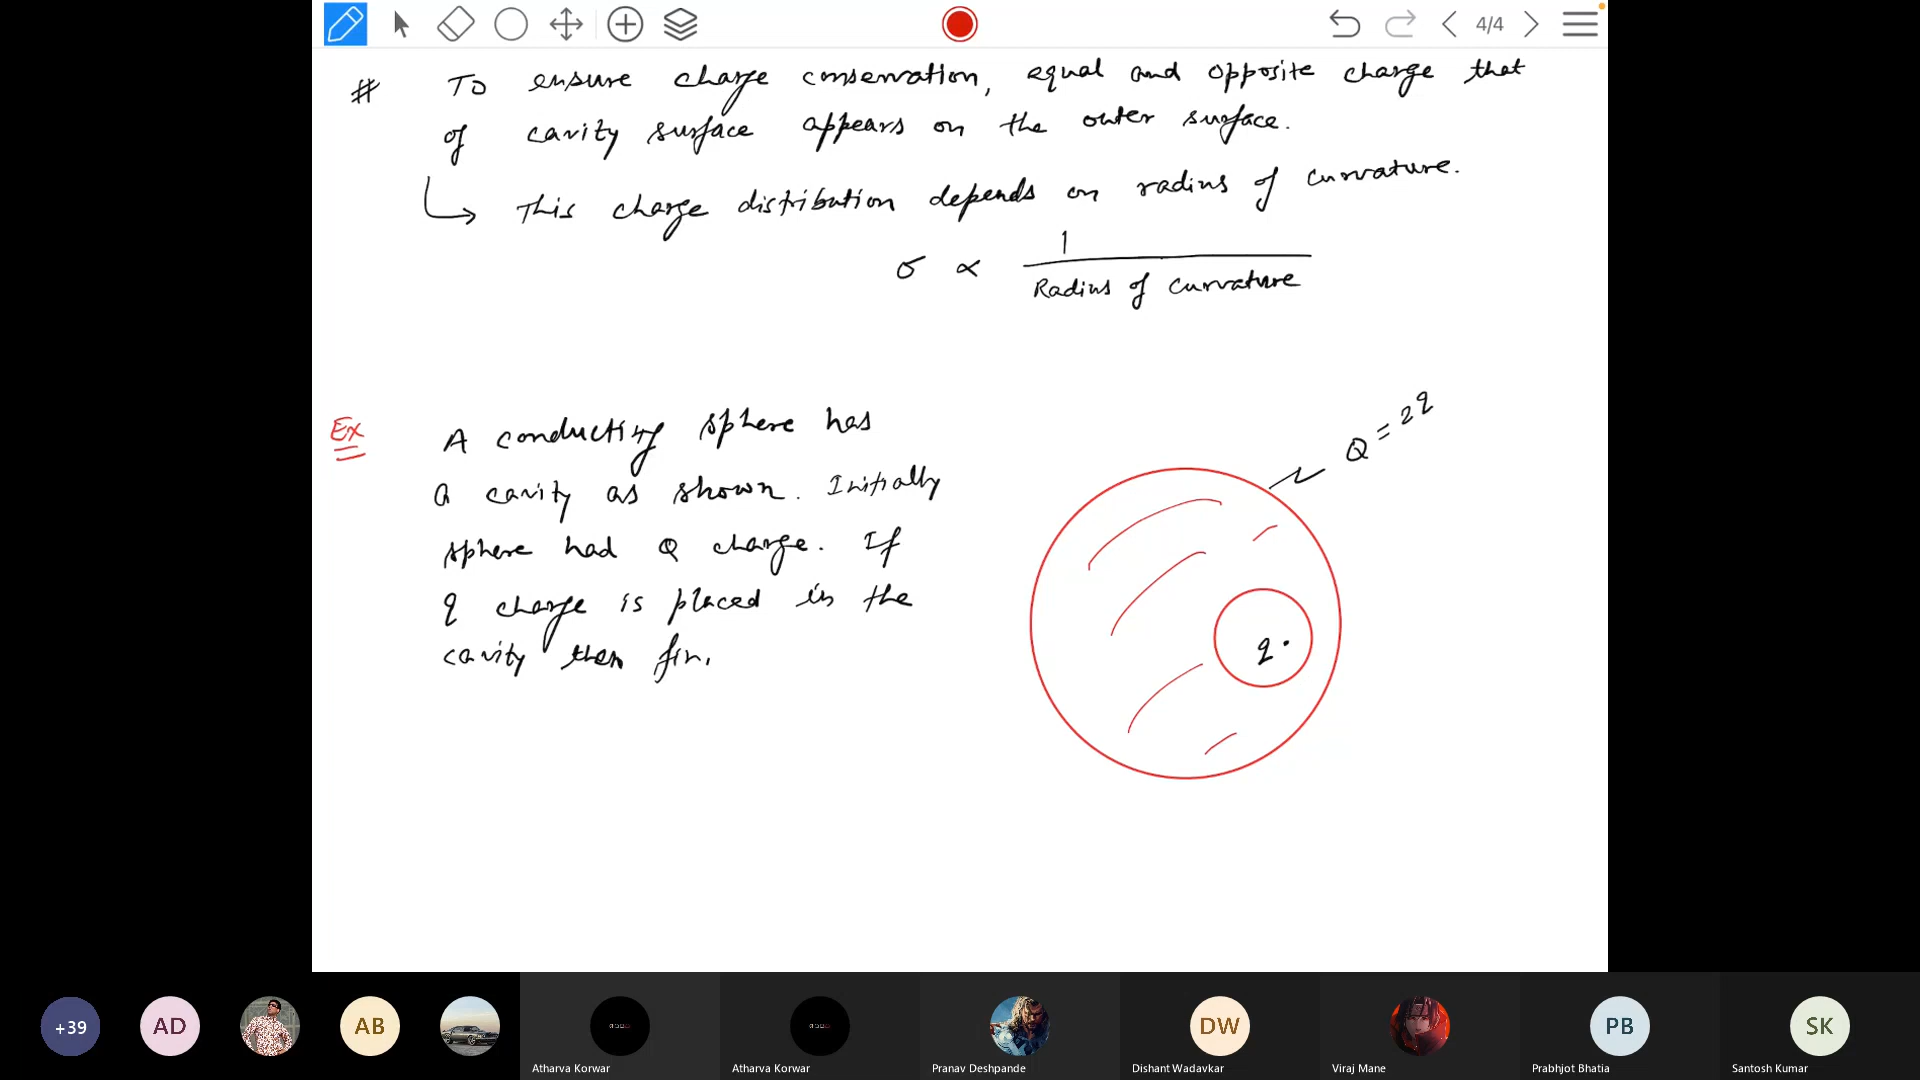 4/4
# To ensure charge conservation, equal and opposite charge that
of cavity surface appears on the outer surface.
This charge distribution depends on radius of curvature.
σ ∝ 1 / Radius of curvature
Ex A conducting sphere has
a cavity as shown. Initially
sphere had Q charge. If
q charge is placed in the
cavity then fin
Q = 2q
q
+39
AD
AB
Atharva Korwar
Atharva Korwar
Pranav Deshpande
DW
Dishant Wadavkar
Viraj Mane
PB
Prabhjot Bhatia
SK
Santosh Kumar